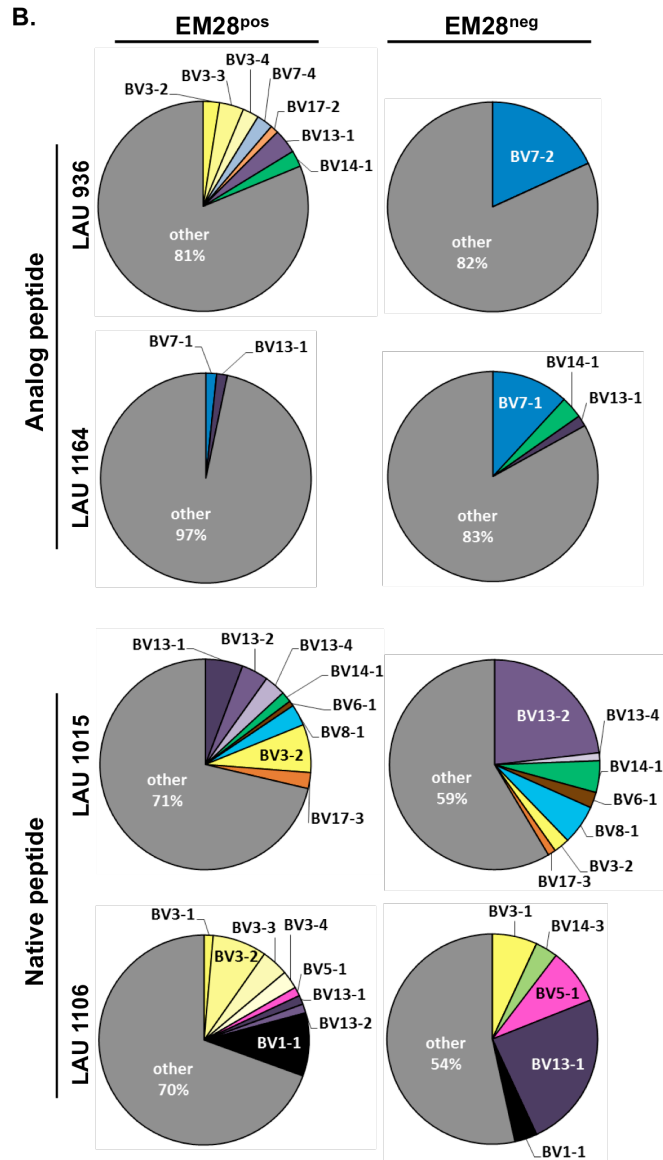 B.
EM28pos
EM28neg
Analog peptide
LAU 936
BV3-2
BV3-3
BV3-4
BV7-4
BV17-2
BV13-1
BV14-1
other
81%
BV7-2
other
82%
LAU 1164
BV7-1
BV13-1
other
97%
BV7-1
BV14-1
BV13-1
other
83%
Native peptide
LAU 1015
BV13-1
BV13-2
BV13-4
BV14-1
BV6-1
BV8-1
BV3-2
BV17-3
other
71%
BV13-2
BV13-4
BV14-1
BV6-1
BV8-1
BV3-2
BV17-3
other
59%
LAU 1106
BV3-1
BV3-2
BV3-3
BV3-4
BV5-1
BV13-1
BV13-2
BV1-1
other
70%
BV3-1
BV14-3
BV5-1
BV13-1
BV1-1
other
54%